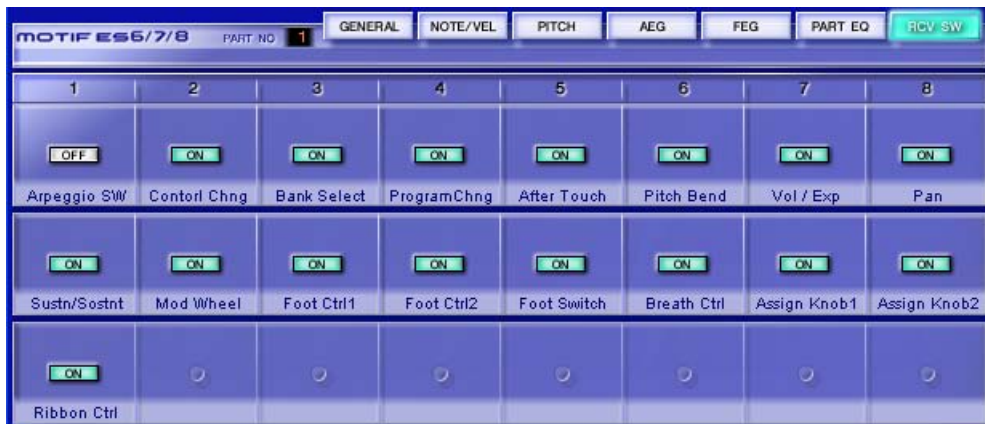 MOTIF ES6/7/8 PART NO 1 GENERAL NOTE/VEL PITCH AEG FEG PART EQ RCV SW
1 2 3 4 5 6 7 8
OFF ON ON ON ON ON ON ON
Arpeggio SW Contorl Chng Bank Select ProgramChng After Touch Pitch Bend Vol / Exp Pan
ON ON ON ON ON ON ON ON
Sustn/Sostnt Mod Wheel Foot Ctrl1 Foot Ctrl2 Foot Switch Breath Ctrl Assign Knob1 Assign Knob2
ON
Ribbon Ctrl